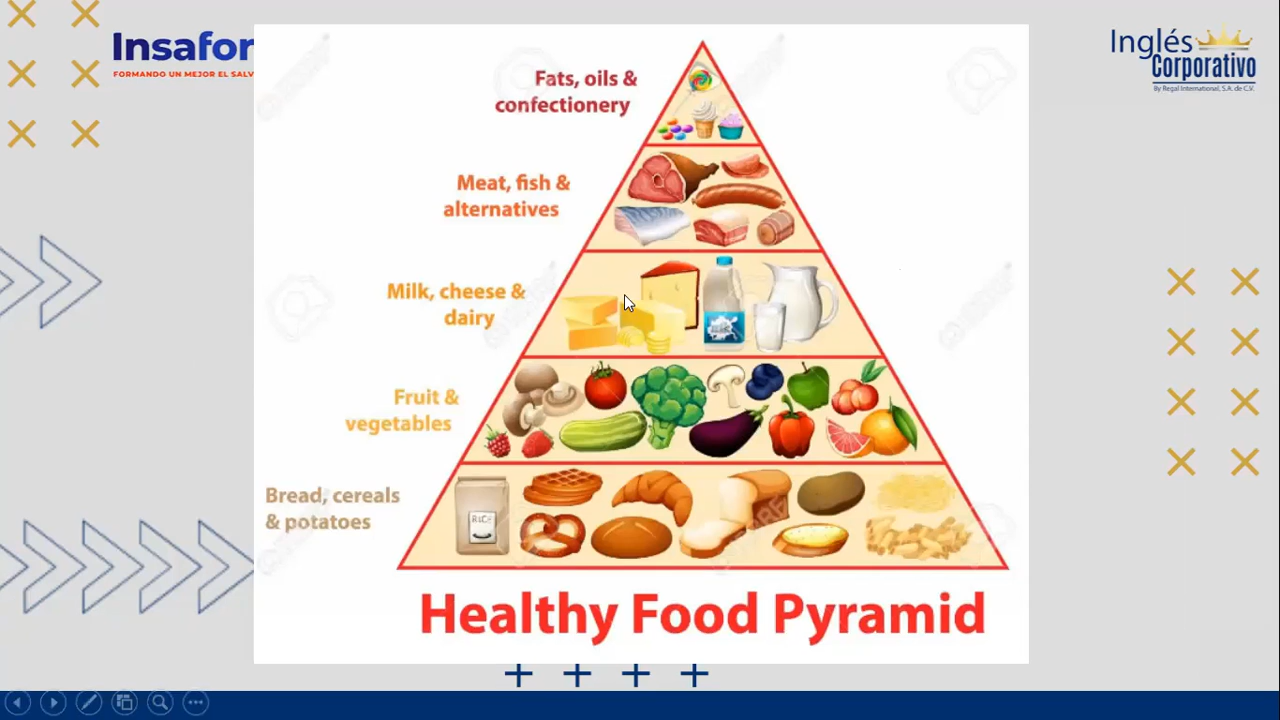 Insafor
FORMANDO UN MEJOR EL SALV
Inglés
Corporativo
By Regal International, S.A. de C.V.
Fats, oils &
confectionery
Meat, fish &
alternatives
Milk, cheese &
dairy
Fruit &
vegetables
Bread, cereals
& potatoes
RICE
Healthy Food Pyramid